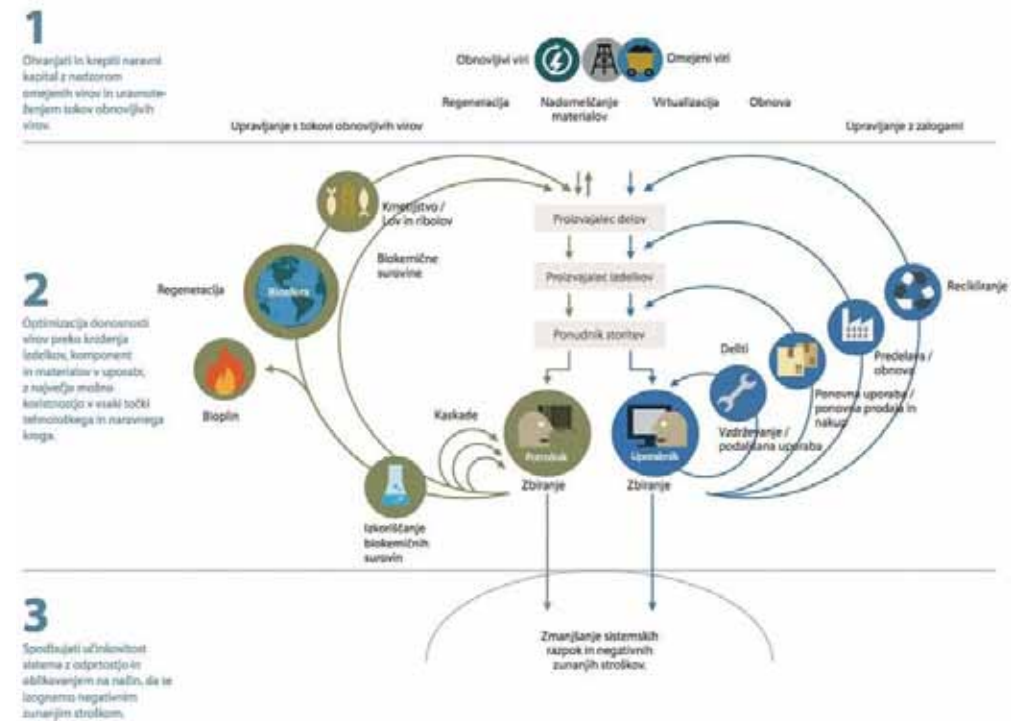 1
Ohranjati in krepiti naravni
kapital z nadzorom
omejenih virov in uravnote-
ženjem tokov obnovljivih
virov.
Obnovljivi viri
Omejeni viri
Regeneracija
Nadomeščanje
materialov
Virtualizacija
Obnova
Upravljanje s tokovi obnovljivih virov
Upravljanje z zalogami
2
Optimizacija donosnosti
virov preko kroženja
izdelkov, komponent
in materialov v uporabi,
z največjo možno
koristnostjo v vsaki točki
tehnološkega in naravnega
kroga.
Kmetijstvo /
Lov in ribolov
Biokemične
surovine
Regeneracija
Biosfera
Bioplin
Kaskade
Izkoriščanje
biokemičnih
surovin
Proizvajalec delov
Proizvajalec izdelkov
Ponudnik storitev
Potrošnik
Uporabnik
Zbiranje
Zbiranje
Deliti
Vzdrževanje /
podaljšana uporaba
Ponovna uporaba /
ponovna prodaja in
nakup
Predelava /
obnova
Recikliranje
3
Spodbujati učinkovitost
sistema z odprtostjo in
oblikovanjem na način, da se
izognemo negativnim
zunanjim stroškom.
Zmanjšanje sistemskih
razpok in negativnih
zunanjih stroškov.